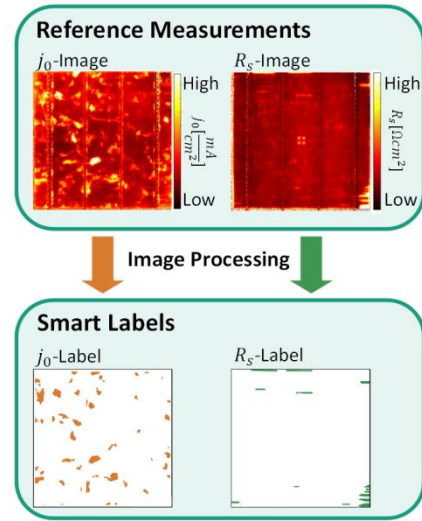 Reference Measurements
j₀-Image
Rₛ-Image
High
High
j₀ [mA/cm²]
Rₛ [Ωcm²]
Low
Low
Image Processing
Smart Labels
j₀-Label
Rₛ-Label